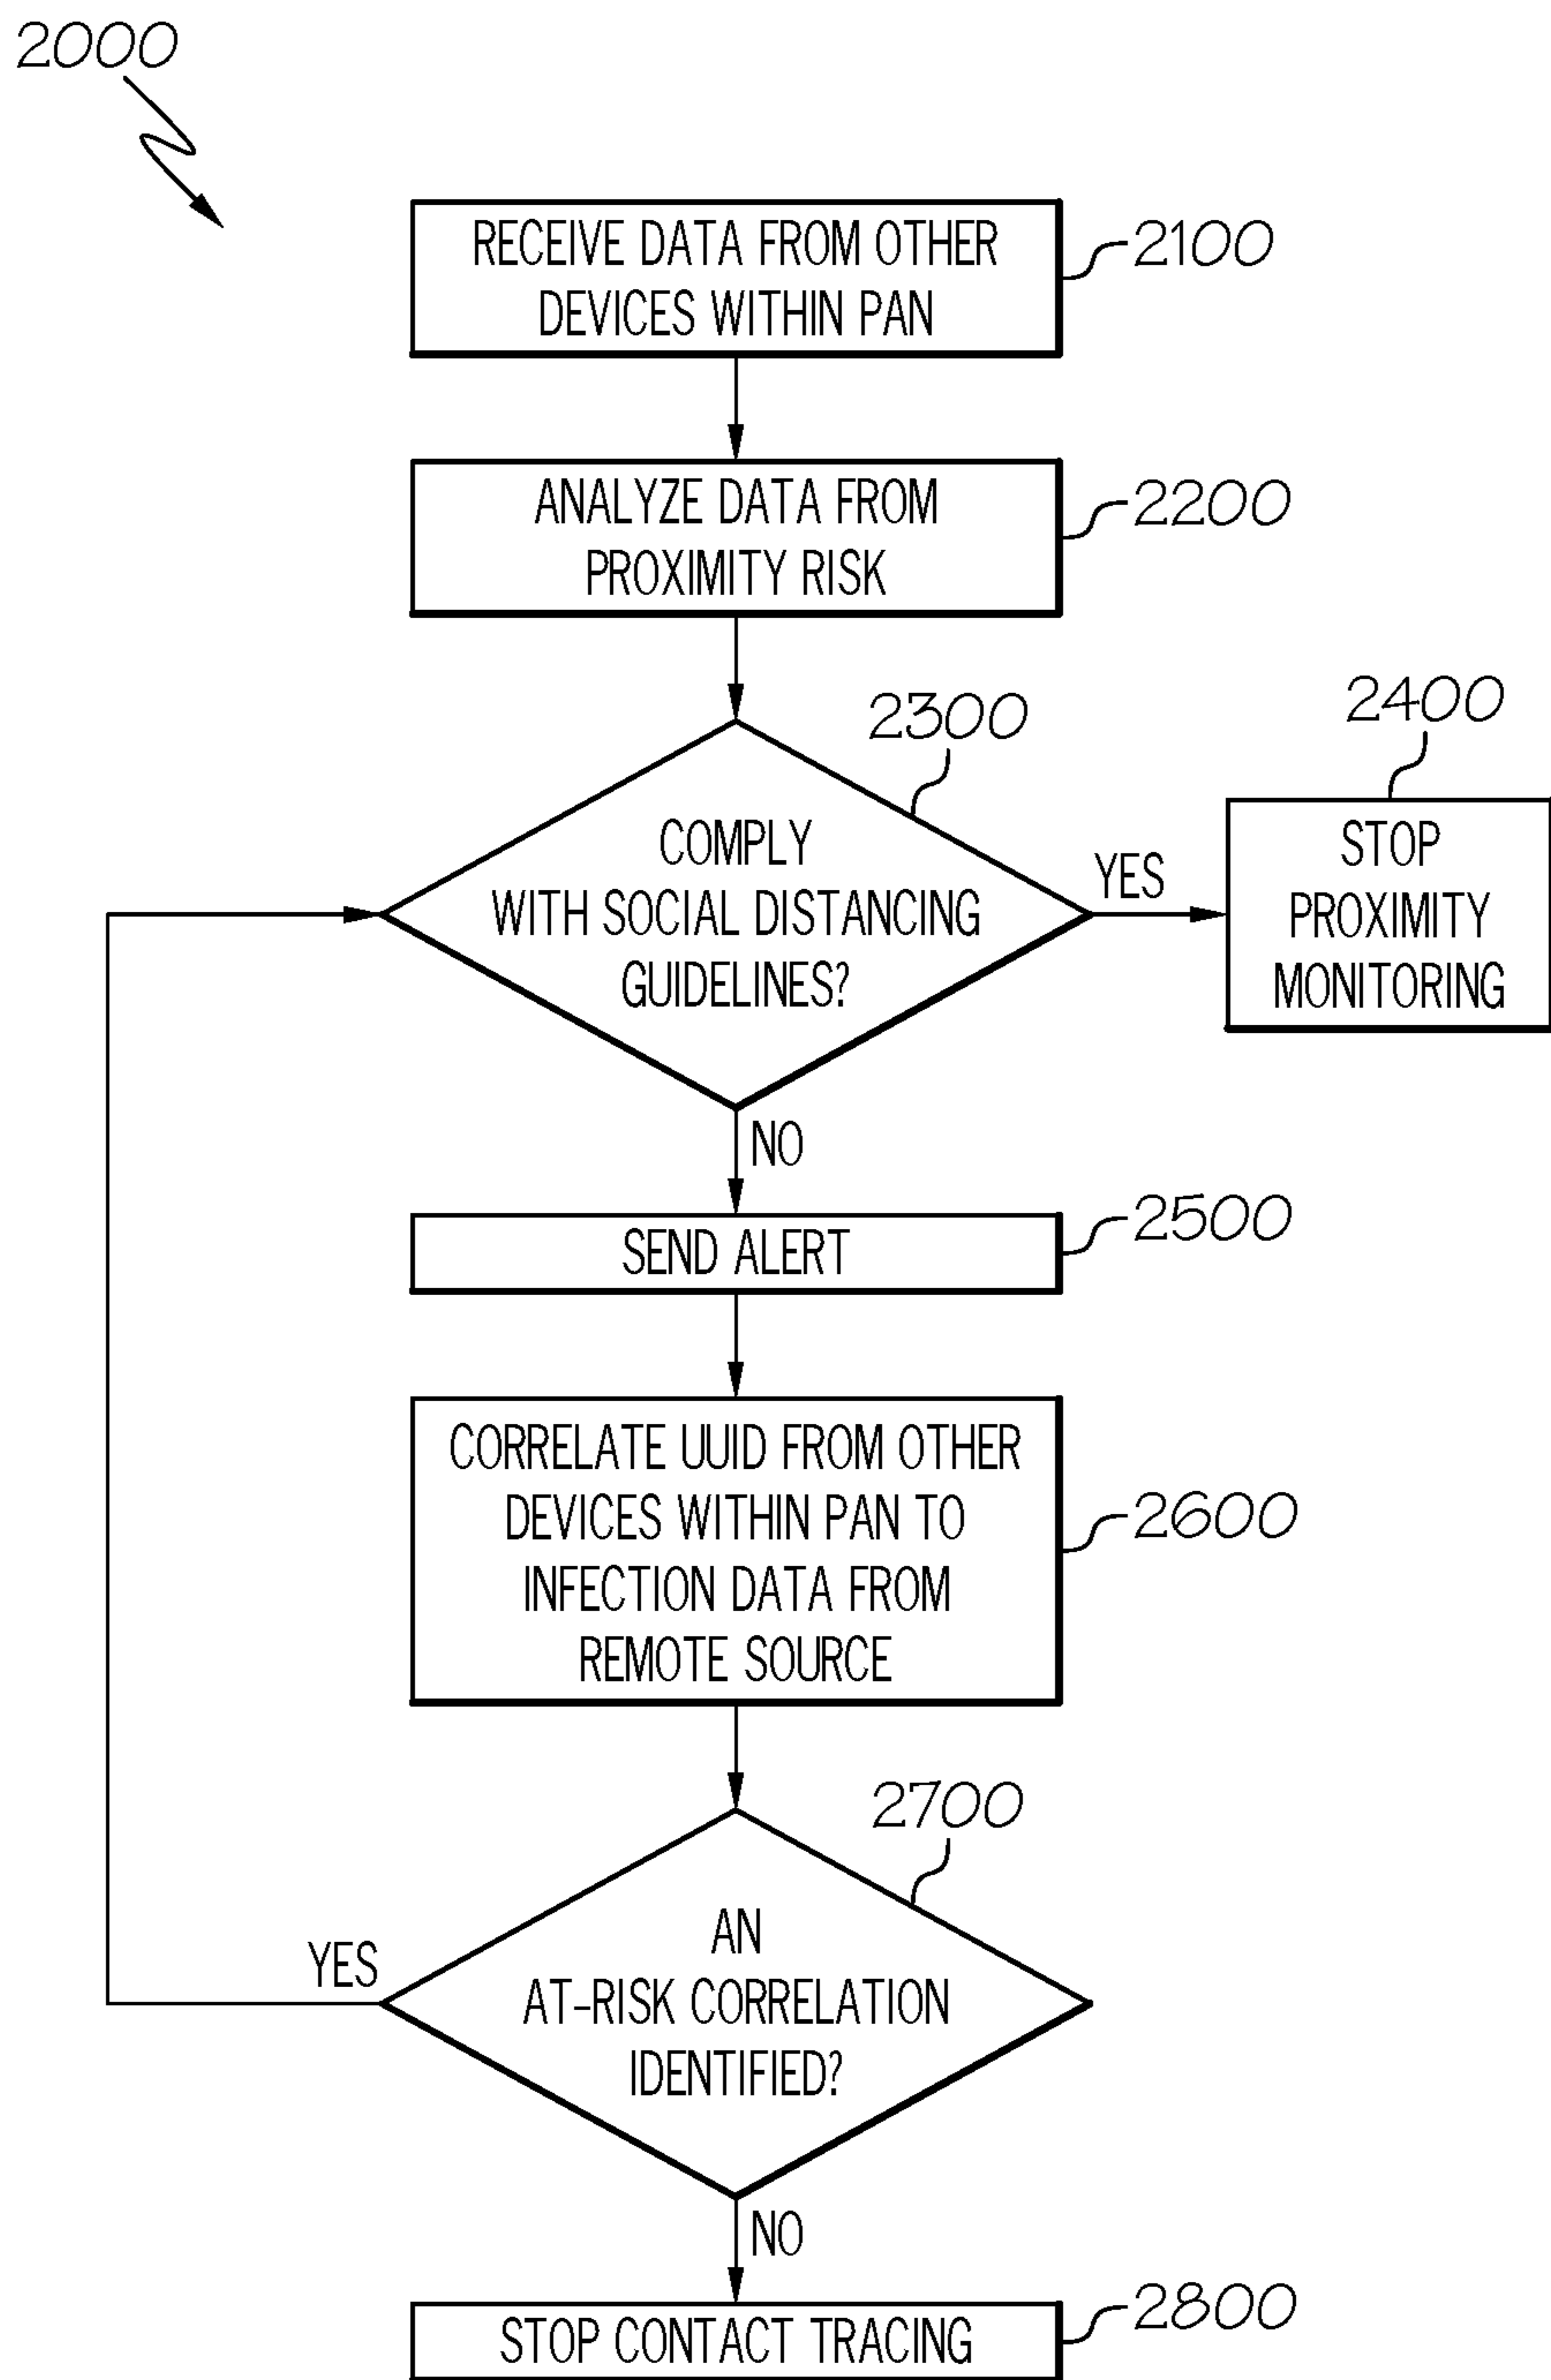 2000
RECEIVE DATA FROM OTHER
DEVICES WITHIN PAN
2100
ANALYZE DATA FROM
PROXIMITY RISK
2200
2300
COMPLY
WITH SOCIAL DISTANCING
GUIDELINES?
YES
2400
STOP
PROXIMITY
MONITORING
NO
SEND ALERT
2500
CORRELATE UUID FROM OTHER
DEVICES WITHIN PAN TO
INFECTION DATA FROM
REMOTE SOURCE
2600
2700
AN
AT-RISK CORRELATION
IDENTIFIED?
YES
NO
STOP CONTACT TRACING
2800